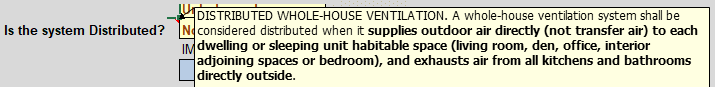 DISTRIBUTED WHOLE-HOUSE VENTILATION. A whole-house ventilation system shall be
Is the system Distributed?
No
considered distributed when it supplies outdoor air directly (not transfer air) to each
IM
dwelling or sleeping unit habitable space (living room, den, office, interior
adjoining spaces or bedroom), and exhausts air from all kitchens and bathrooms
directly outside.